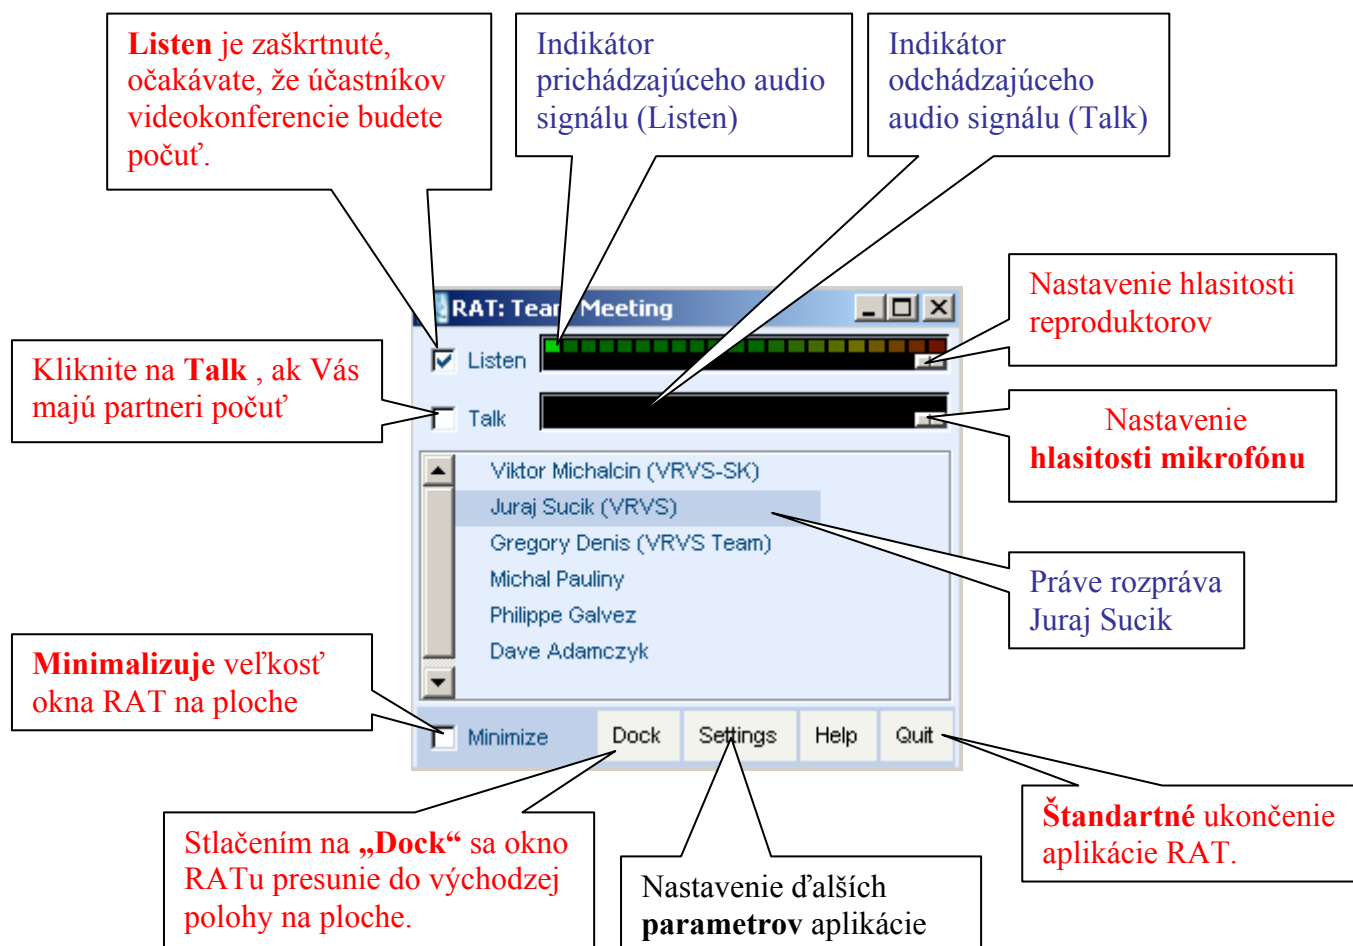 Listen je zaškrtnuté,
očakávate, že účastníkov
videokonferencie budete
počuť.
Indikátor
prichádzajúceho audio
signálu (Listen)
Indikátor
odchádzajúceho
audio signálu (Talk)
Nastavenie hlasitosti
reproduktorov
Kliknite na Talk , ak Vás
majú partneri počuť
Nastavenie
hlasitosti mikrofónu
RAT: Team Meeting
Listen
Talk
Viktor Michalcin (VRVS-SK)
Juraj Sucik (VRVS)
Gregory Denis (VRVS Team)
Michal Pauliny
Philippe Galvez
Dave Adamczyk
Minimize
Dock
Settings
Help
Quit
Práve rozpráva
Juraj Sucik
Minimalizuje veľkosť
okna RAT na ploche
Stlačením na „Dock“ sa okno
RATu presunie do východzej
polohy na ploche.
Nastavenie ďalších
parametrov aplikácie
Štandartné ukončenie
aplikácie RAT.